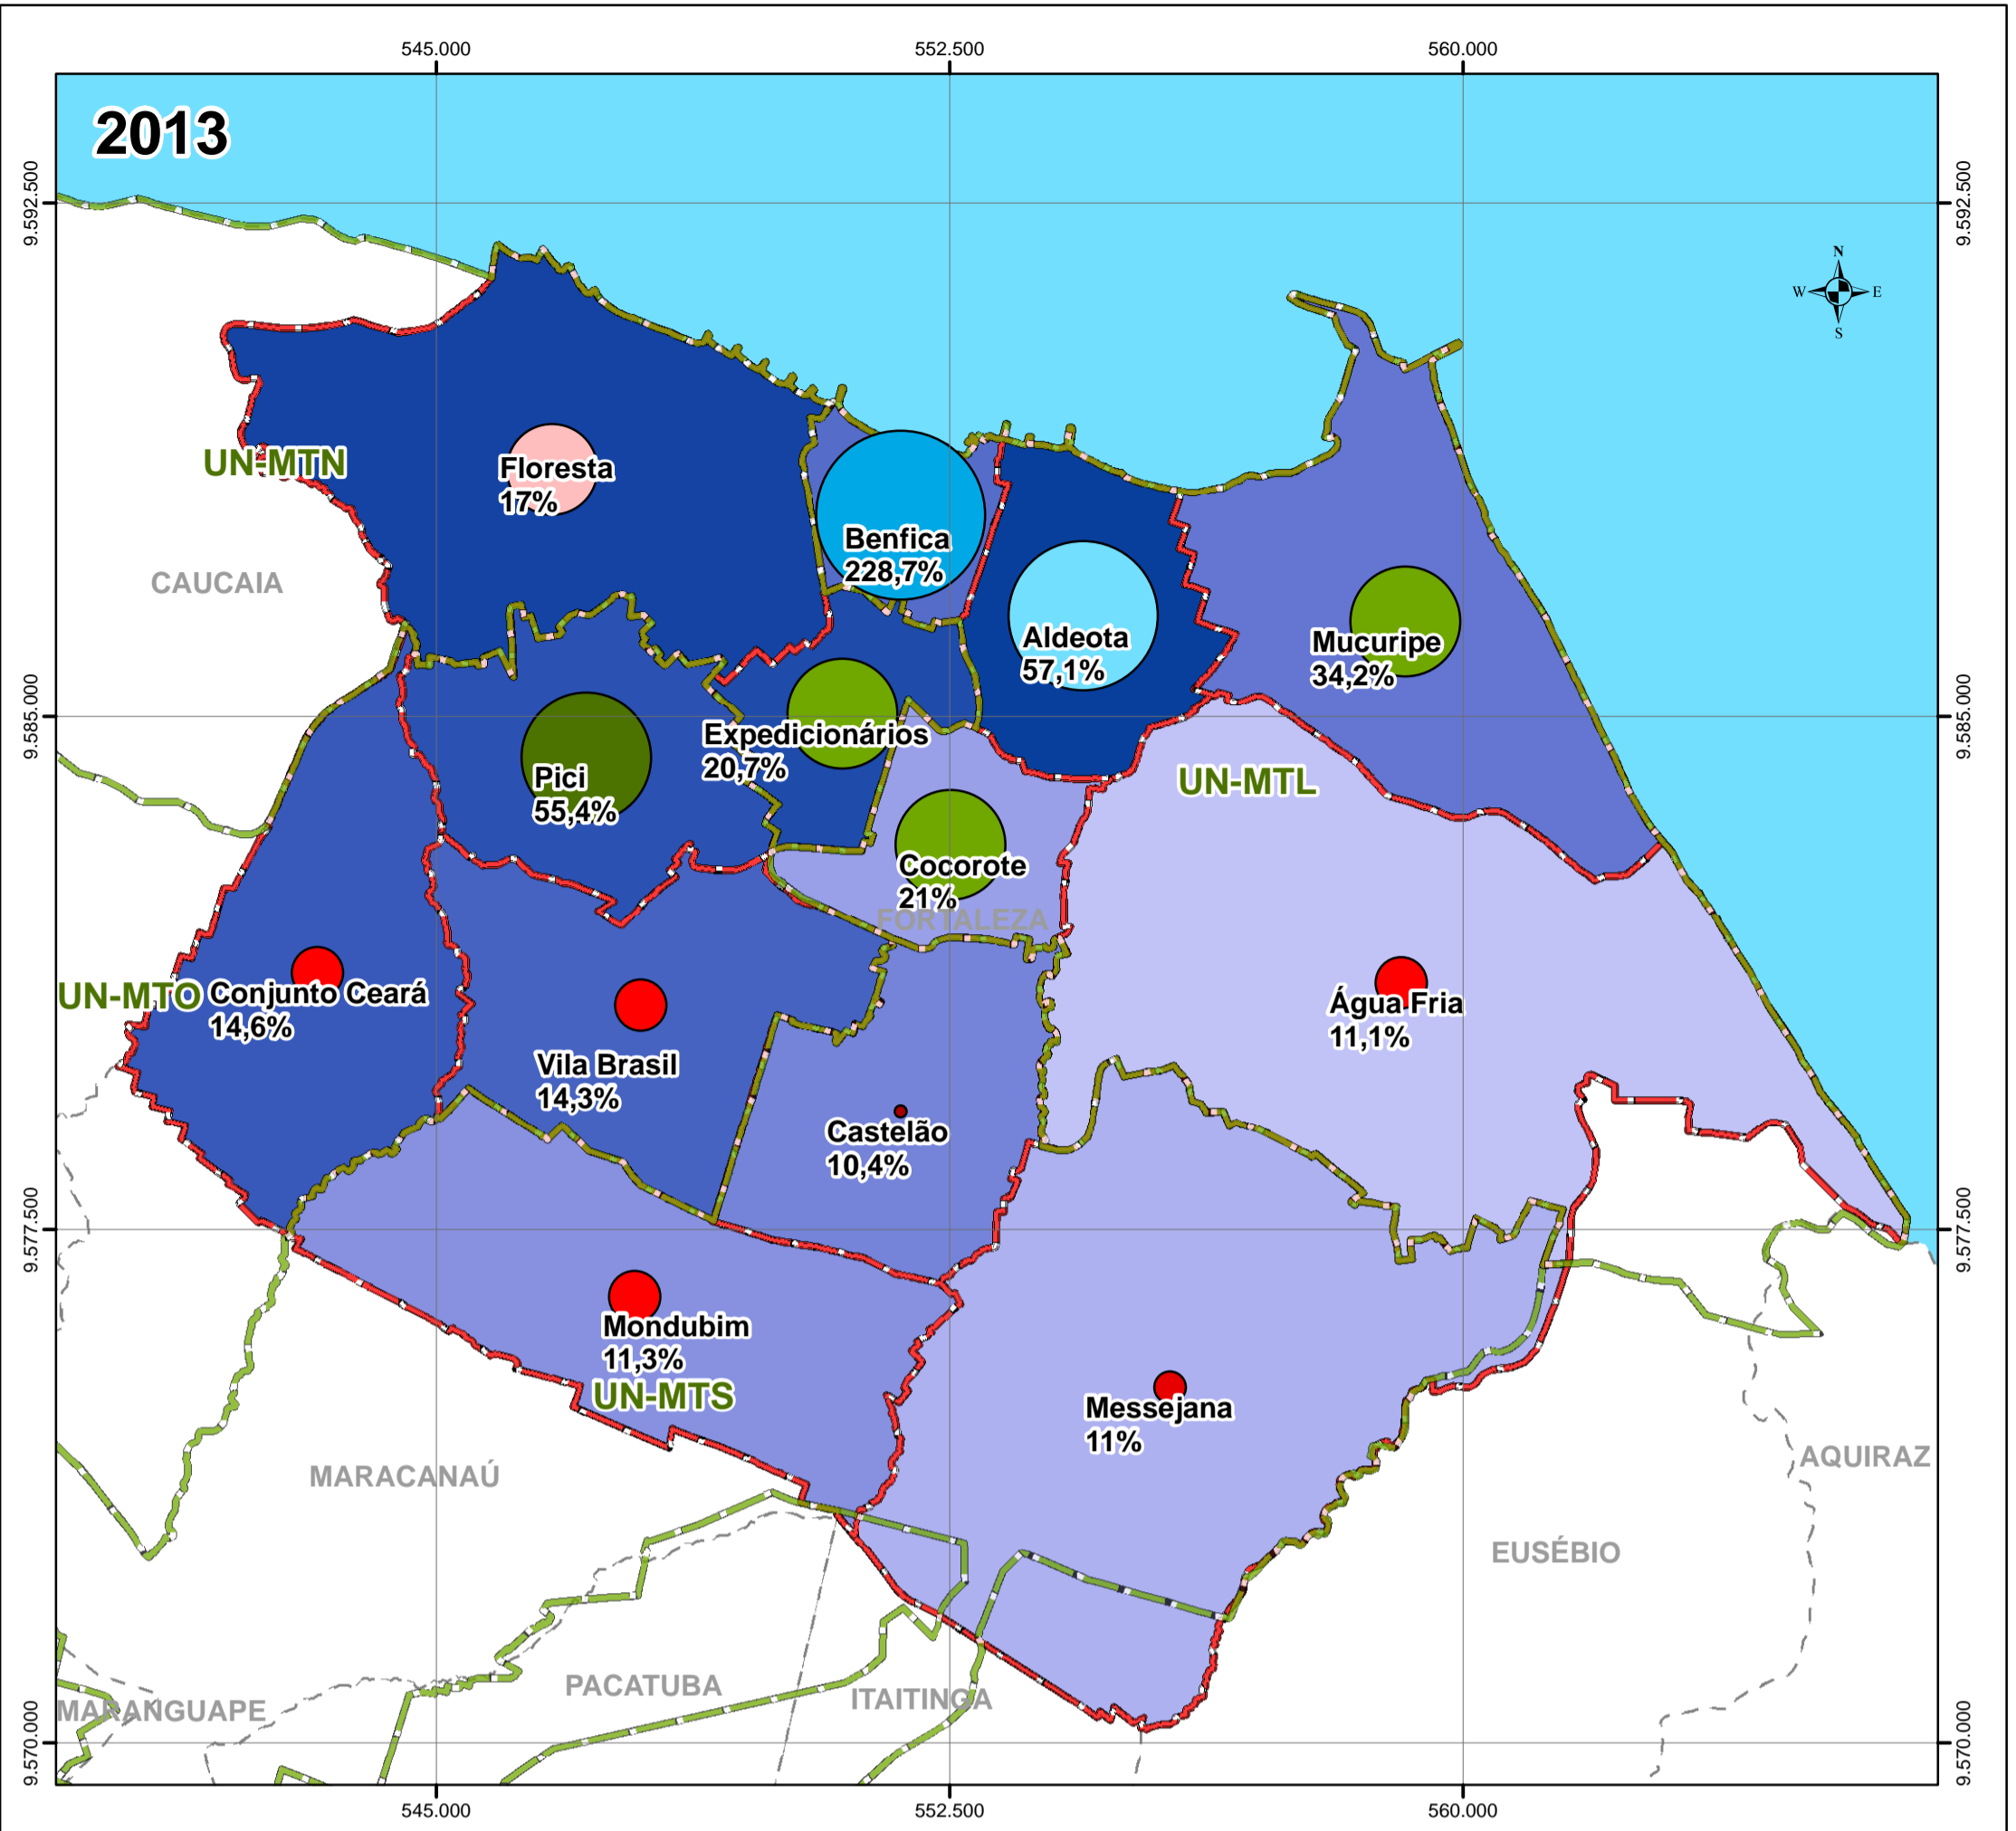 545.000
552.500
560.000
2013
9.592.500
9.592.500
N
W
E
S
UN-MTN
Floresta
17%
Benfica
228,7%
CAUCAIA
Aldeota
57,1%
Mucuripe
34,2%
9.585.000
9.585.000
Expedicionários
20,7%
Pici
55,4%
UN-MTL
Cocorote
21%
FORTALEZA
UN-MTO
Conjunto Ceará
14,6%
Água Fria
11,1%
Vila Brasil
14,3%
Castelão
10,4%
9.577.500
9.577.500
Mondubim
11,3%
UN-MTS
Messejana
11%
MARACANAÚ
AQUIRAZ
EUSÉBIO
PACATUBA
ITAITINGA
MARANGUAPE
9.570.000
9.570.000
545.000
552.500
560.000